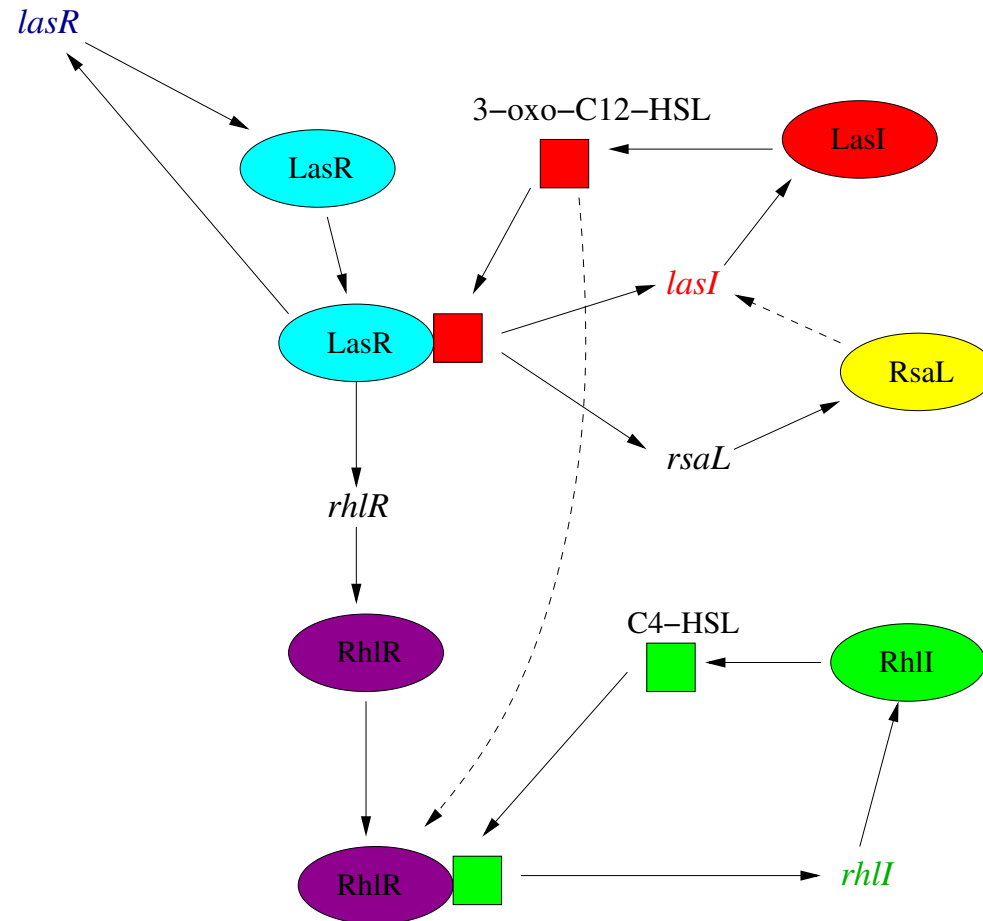 lasR
3−oxo−C12−HSL
LasI
LasR
lasI
LasR
RsaL
rsaL
rhlR
C4−HSL
RhlR
RhlI
rhlI
RhlR